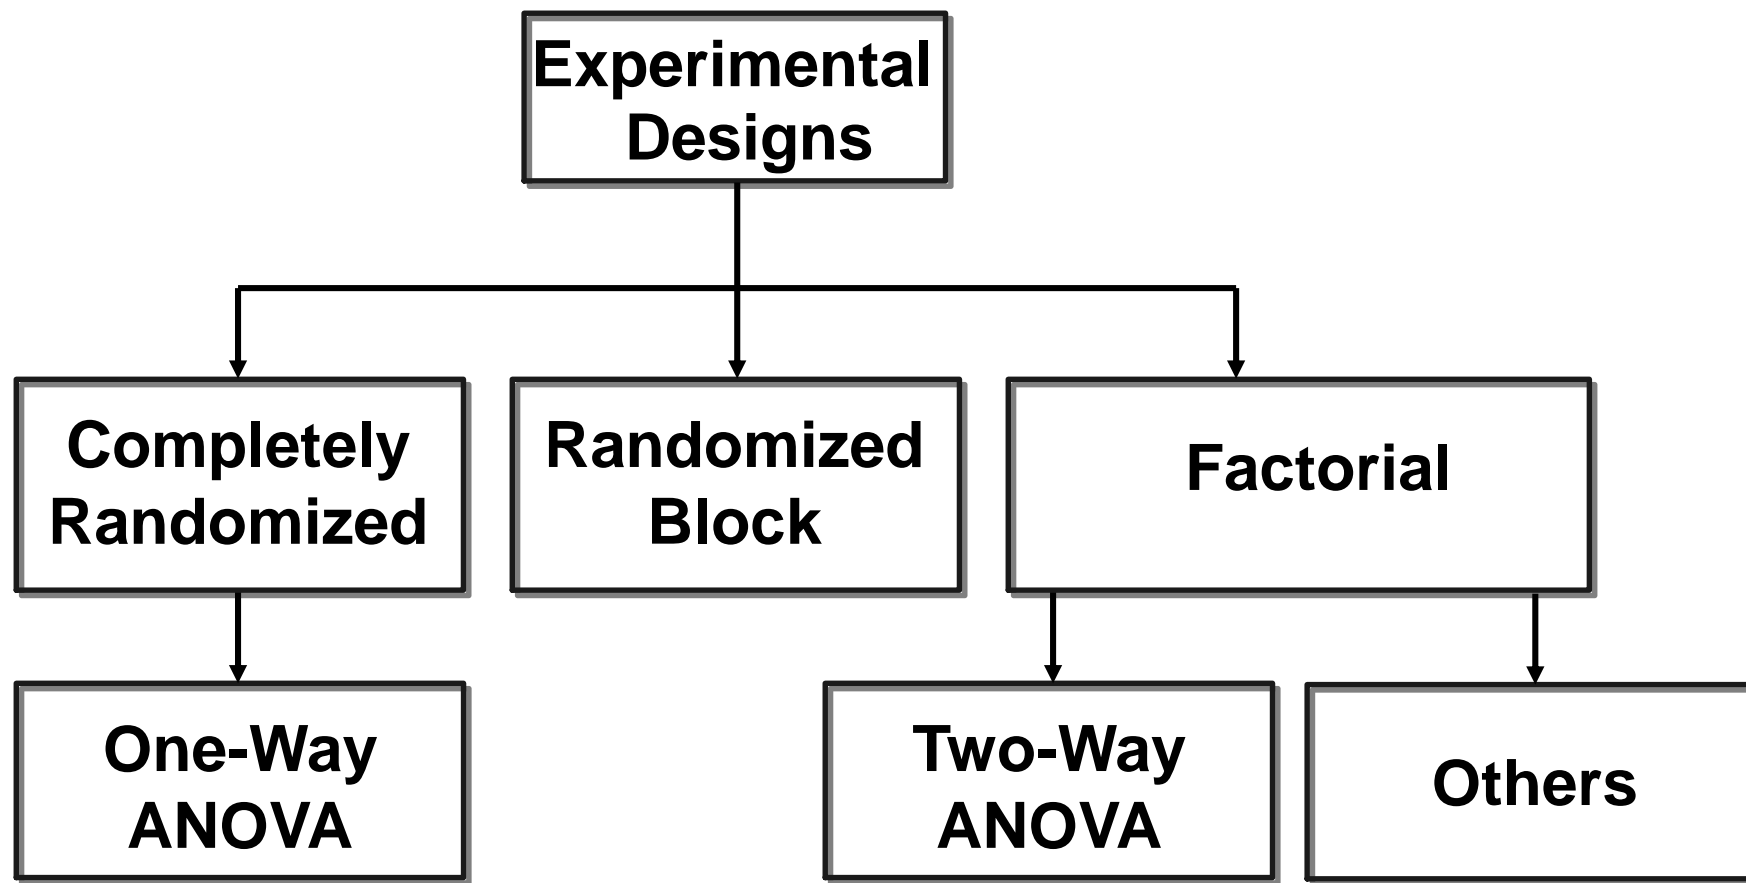 Experimental
Designs
Completely
Randomized
Randomized
Block
Factorial
One-Way
ANOVA
Two-Way
ANOVA
Others